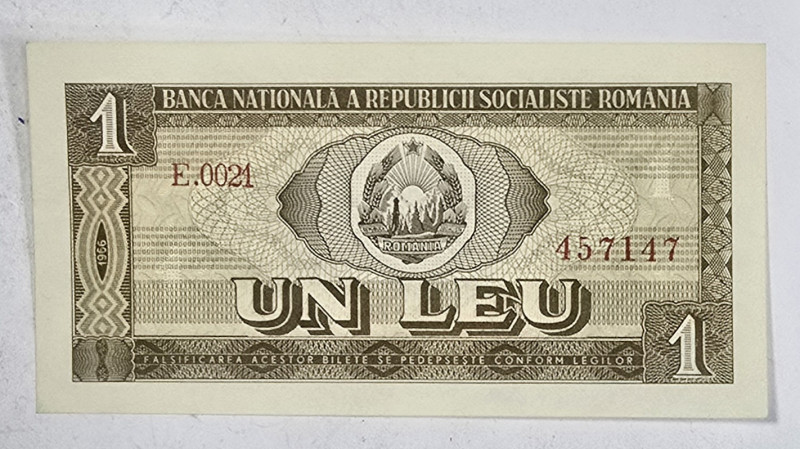 1
BANCA NAȚIONALĂ A REPUBLICII SOCIALISTE ROMÂNIA
E.0021
ROMANIA
1966
457147
UN LEU
FALSIFICAREA ACESTOR BILETE SE PEDEPSEȘTE CONFORM LEGILOR
1